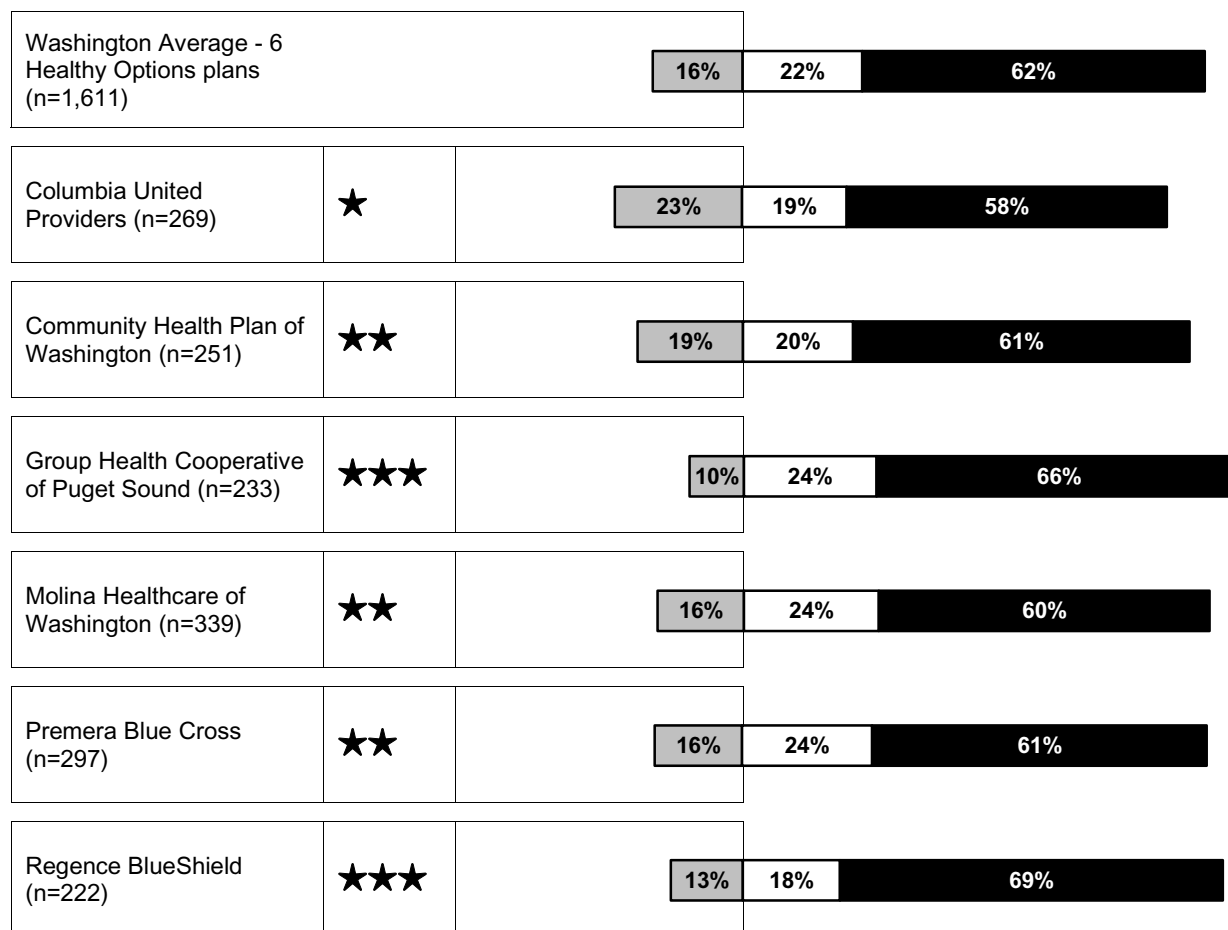 Washington Average - 6
Healthy Options plans
(n=1,611)
16% 22% 62%
Columbia United
Providers (n=269)
★
23% 19% 58%
Community Health Plan of
Washington (n=251)
★★
19% 20% 61%
Group Health Cooperative
of Puget Sound (n=233)
★★★
10% 24% 66%
Molina Healthcare of
Washington (n=339)
★★
16% 24% 60%
Premera Blue Cross
(n=297)
★★
16% 24% 61%
Regence BlueShield
(n=222)
★★★
13% 18% 69%